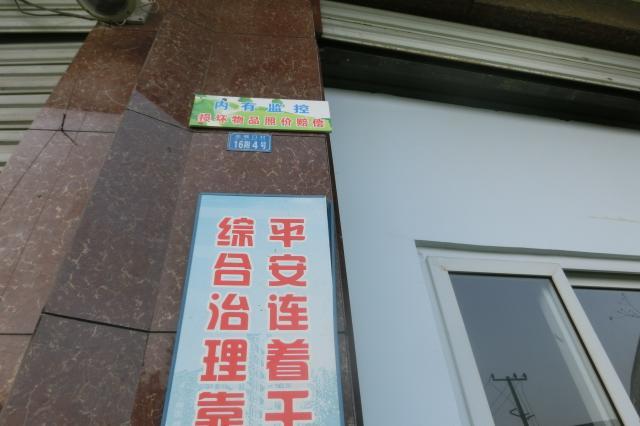 内有监控
损坏物品照价赔偿
16附4号
平安连着千
综合治理靠